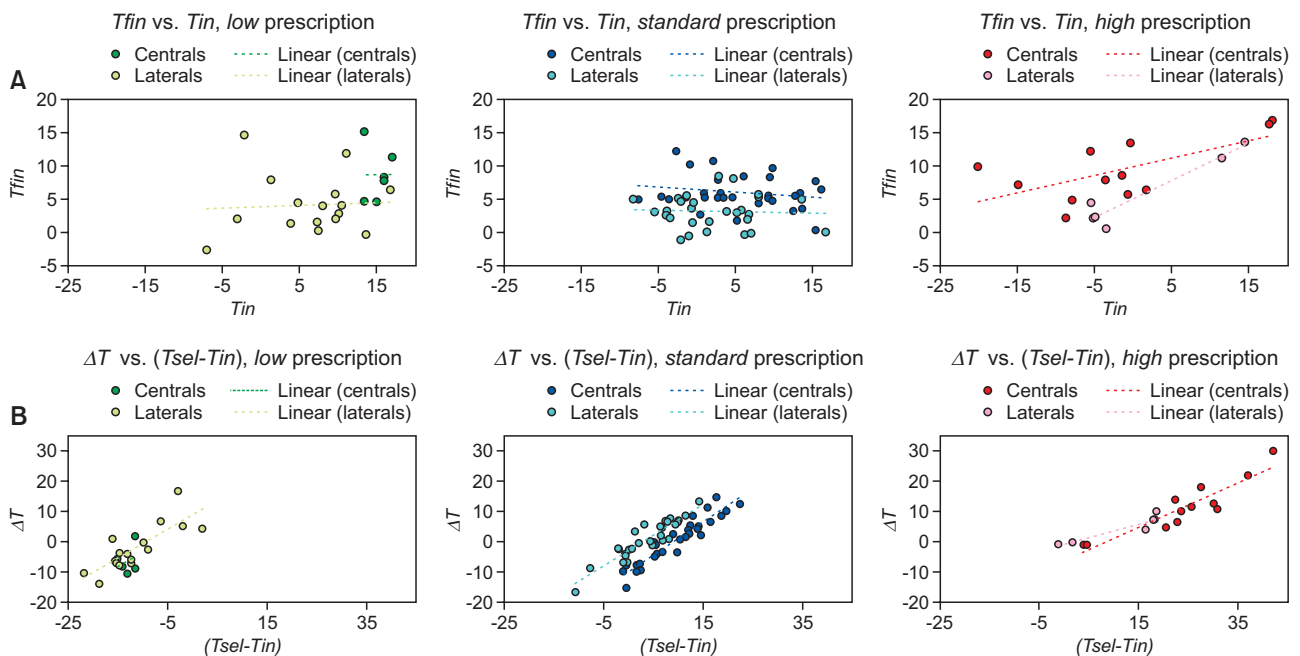 Tfin vs. Tin, low prescription
Centrals Linear (centrals)
Laterals Linear (laterals)
Tfin vs. Tin, standard prescription
Centrals Linear (centrals)
Laterals Linear (laterals)
Tfin vs. Tin, high prescription
Centrals Linear (centrals)
Laterals Linear (laterals)
A
Tfin
20
15
10
5
0
-5
-25 -15 -5 5 15
Tin
Tfin
20
15
10
5
0
-5
-25 -15 -5 5 15
Tin
Tfin
20
15
10
5
0
-5
-25 -15 -5 5 15
Tin
ΔT vs. (Tsel-Tin), low prescription
Centrals Linear (centrals)
Laterals Linear (laterals)
ΔT vs. (Tsel-Tin), standard prescription
Centrals Linear (centrals)
Laterals Linear (laterals)
ΔT vs. (Tsel-Tin), high prescription
Centrals Linear (centrals)
Laterals Linear (laterals)
B
ΔT
30
20
10
0
-10
-20
-25 -5 15 35
(Tsel-Tin)
ΔT
30
20
10
0
-10
-20
-25 -5 15 35
(Tsel-Tin)
ΔT
30
20
10
0
-10
-20
-25 -5 15 35
(Tsel-Tin)